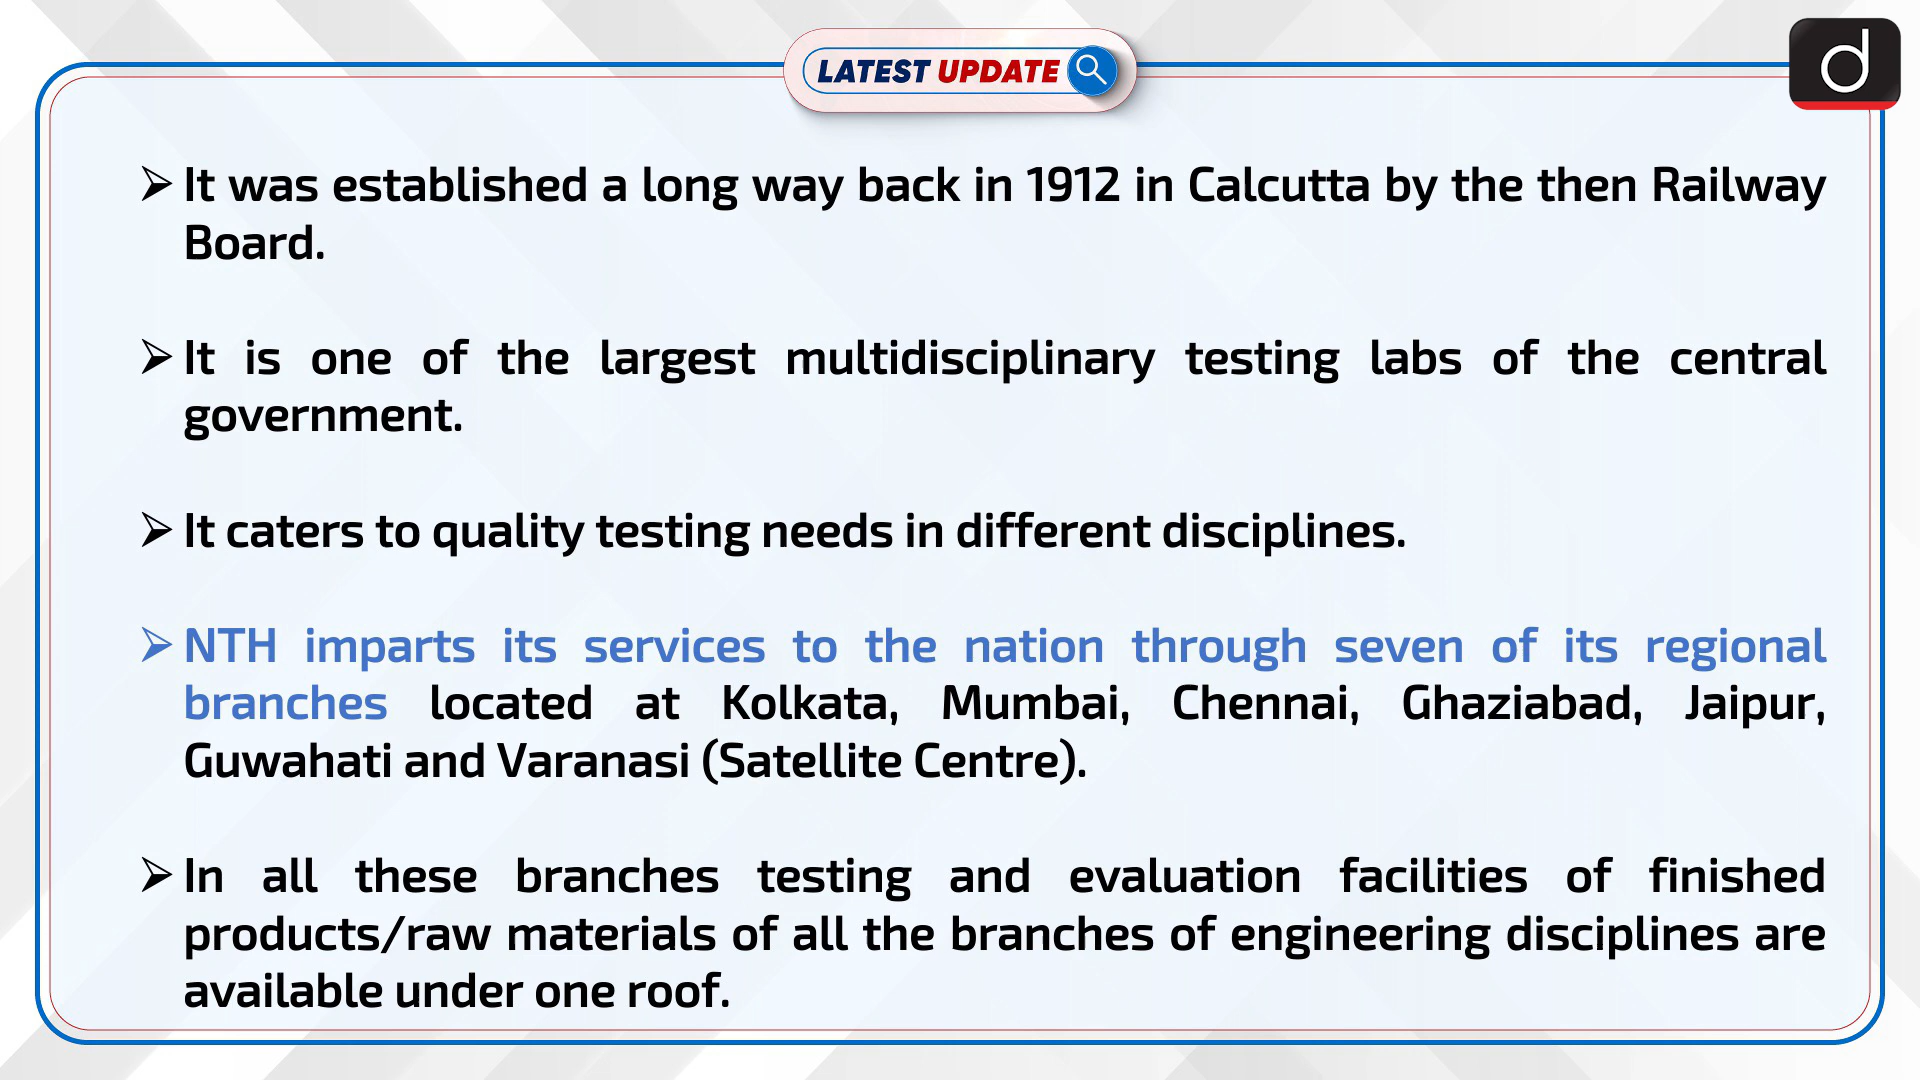 LATEST UPDATE
d
➢ It was established a long way back in 1912 in Calcutta by the then Railway
Board.
➢ It is one of the largest multidisciplinary testing labs of the central
government.
➢ It caters to quality testing needs in different disciplines.
➢ NTH imparts its services to the nation through seven of its regional
branches located at Kolkata, Mumbai, Chennai, Ghaziabad, Jaipur,
Guwahati and Varanasi (Satellite Centre).
➢ In all these branches testing and evaluation facilities of finished
products/raw materials of all the branches of engineering disciplines are
available under one roof.